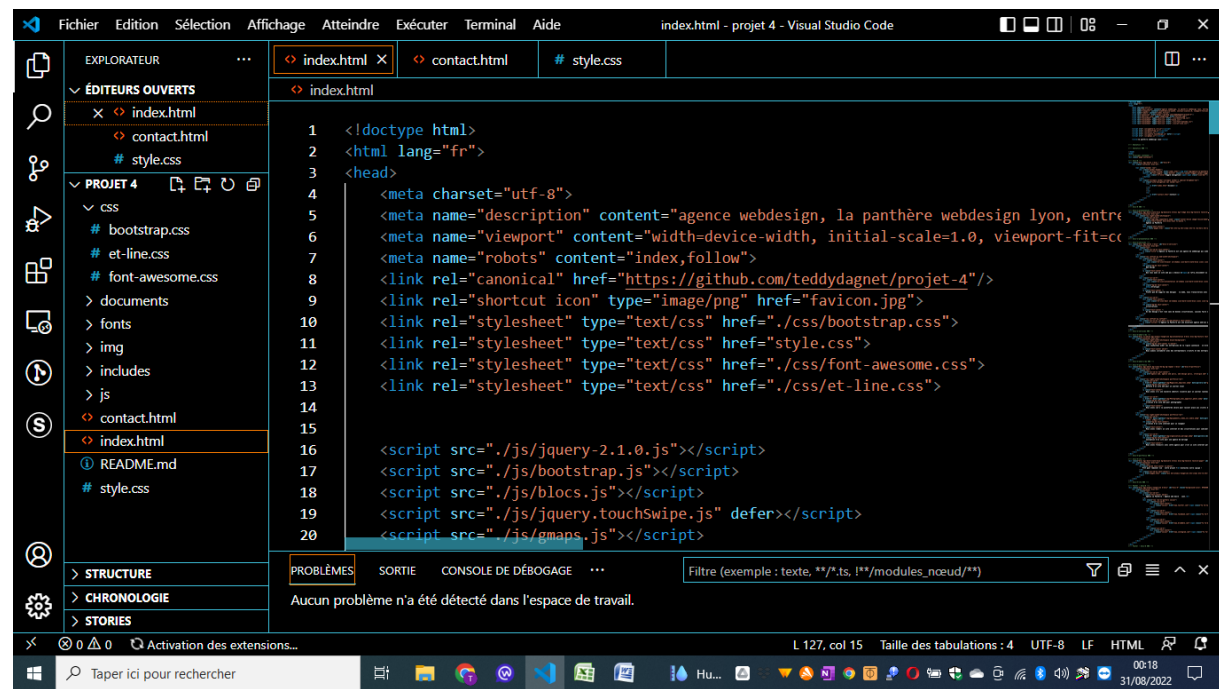 Fichier Edition Sélection Affichage Atteindre Exécuter Terminal Aide index.html - projet 4 - Visual Studio Code
EXPLORATEUR ···
ÉDITEURS OUVERTS
index.html
contact.html
# style.css
PROJET 4
css
# bootstrap.css
# et-line.css
# font-awesome.css
documents
fonts
img
includes
js
contact.html
index.html
README.md
# style.css
STRUCTURE
CHRONOLOGIE
STORIES
index.html contact.html # style.css
index.html
1 <!doctype html>
2 <html lang="fr">
3 <head>
4 <meta charset="utf-8">
5 <meta name="description" content="agence webdesign, la panthère webdesign lyon, entre
6 <meta name="viewport" content="width=device-width, initial-scale=1.0, viewport-fit=co
7 <meta name="robots" content="index,follow">
8 <link rel="canonical" href="https://github.com/teddydagnet/projet-4"/>
9 <link rel="shortcut icon" type="image/png" href="favicon.jpg">
10 <link rel="stylesheet" type="text/css" href="./css/bootstrap.css">
11 <link rel="stylesheet" type="text/css" href="style.css">
12 <link rel="stylesheet" type="text/css" href="./css/font-awesome.css">
13 <link rel="stylesheet" type="text/css" href="./css/et-line.css">
14
15
16 <script src="./js/jquery-2.1.0.js"></script>
17 <script src="./js/bootstrap.js"></script>
18 <script src="./js/blocs.js"></script>
19 <script src="./js/jquery.touchSwipe.js" defer></script>
20 <script src="./js/gmaps.js"></script>
PROBLÈMES SORTIE CONSOLE DE DÉBOGAGE ··· Filtre (exemple : texte, **/*.ts, !**/modules_nœud/**)
Aucun problème n'a été détecté dans l'espace de travail.
0 0 Activation des extensions... L 127, col 15 Taille des tabulations : 4 UTF-8 LF HTML
Taper ici pour rechercher Hu... 00:18
31/08/2022